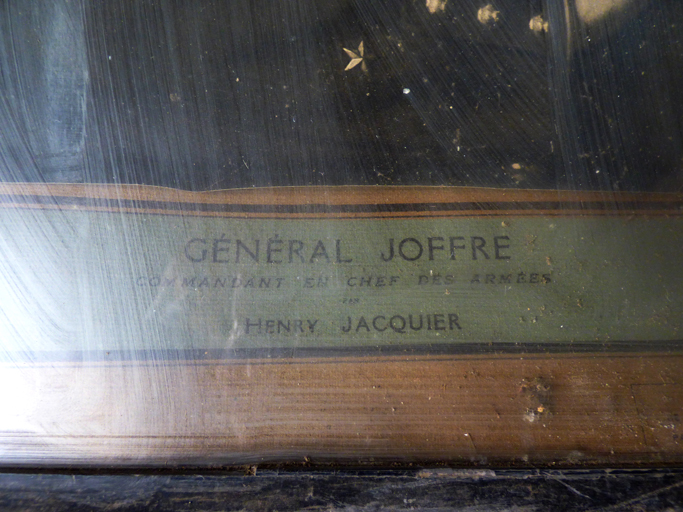 GÉNÉRAL JOFFRE
COMMANDANT EN CHEF DES ARMÉES
PAR
HENRY JACQUIER